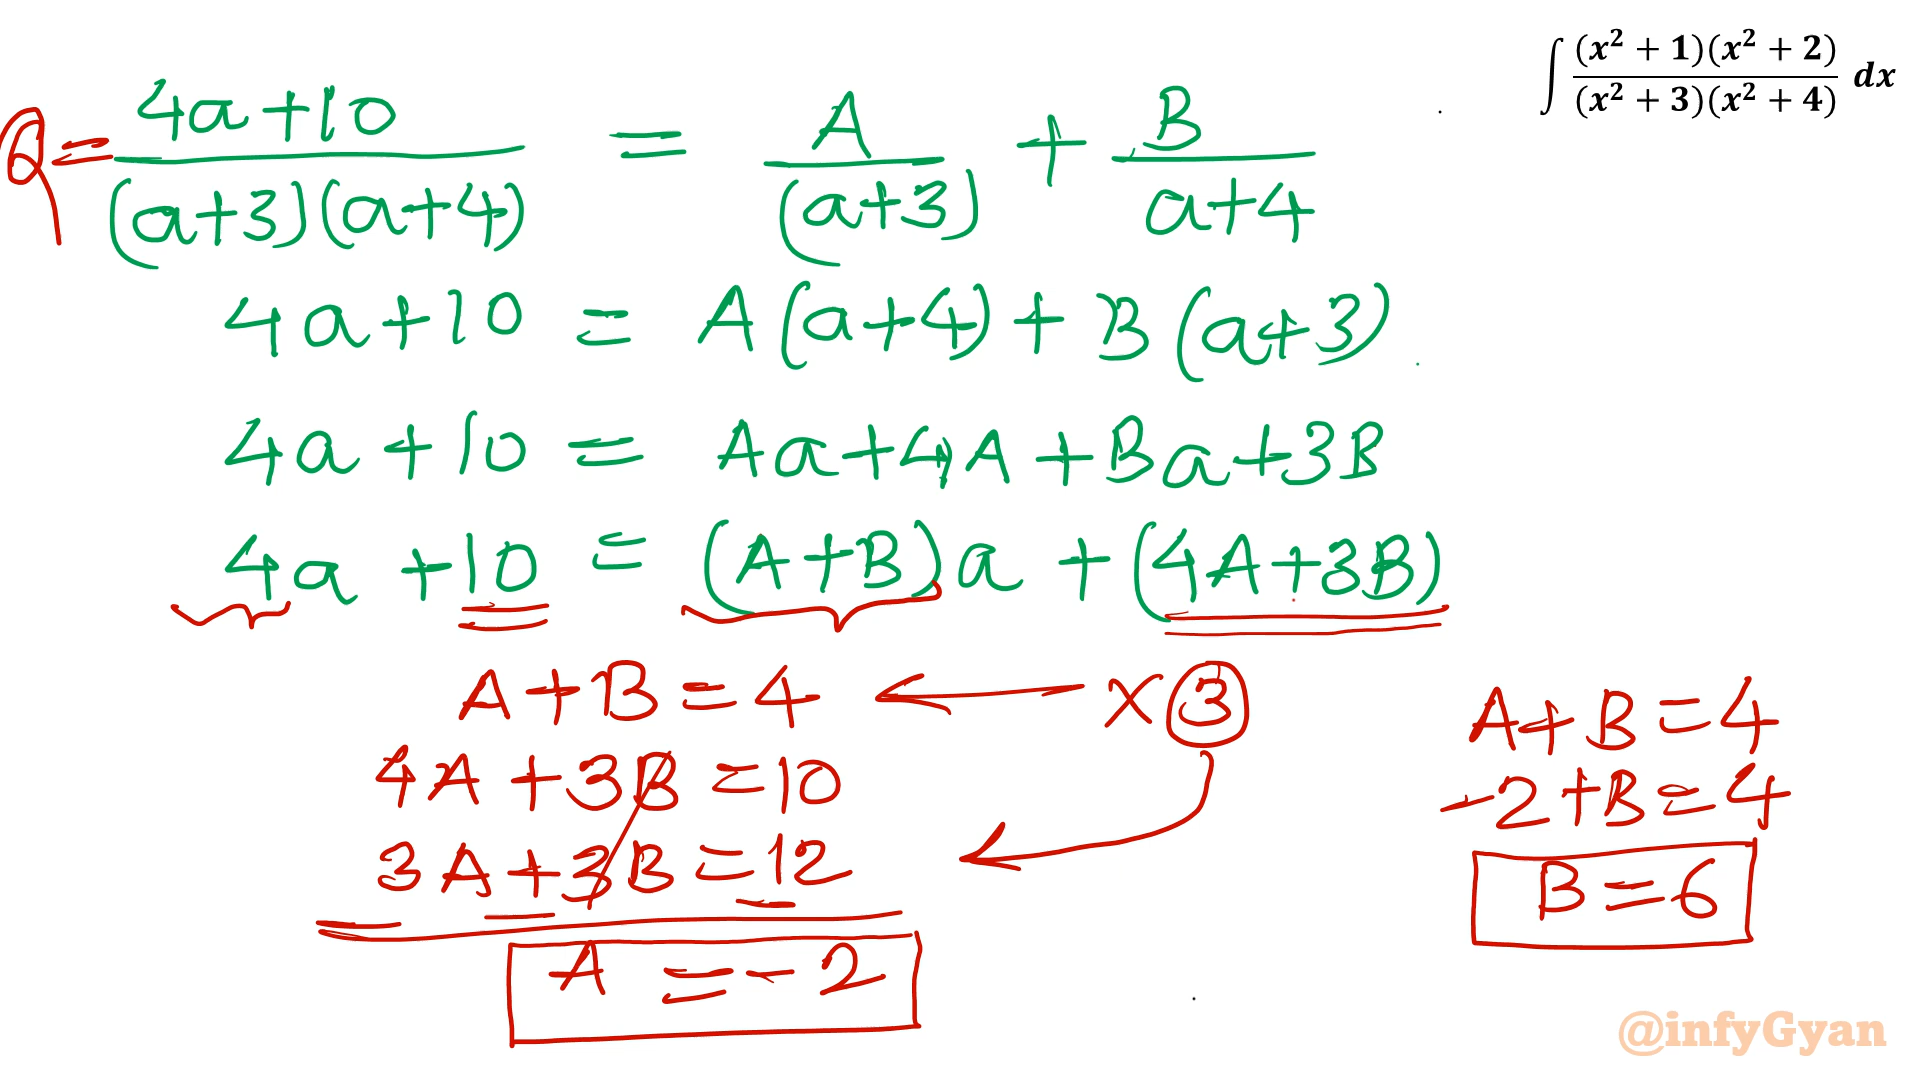 ∫ (x² + 1)(x² + 2) / (x² + 3)(x² + 4) dx
Q = 4a+10 / (a+3)(a+4) = A / (a+3) + B / a+4
4a+10 = A(a+4)+B(a+3)
4a+10 = Aa+4A+Ba+3B
4a+10 = (A+B)a+(4A+3B)
A+B=4 ← ×3
4A+3B=10
3A+3B=12
A=-2
A+B=4
-2+B=4
B=6
@infyGyan